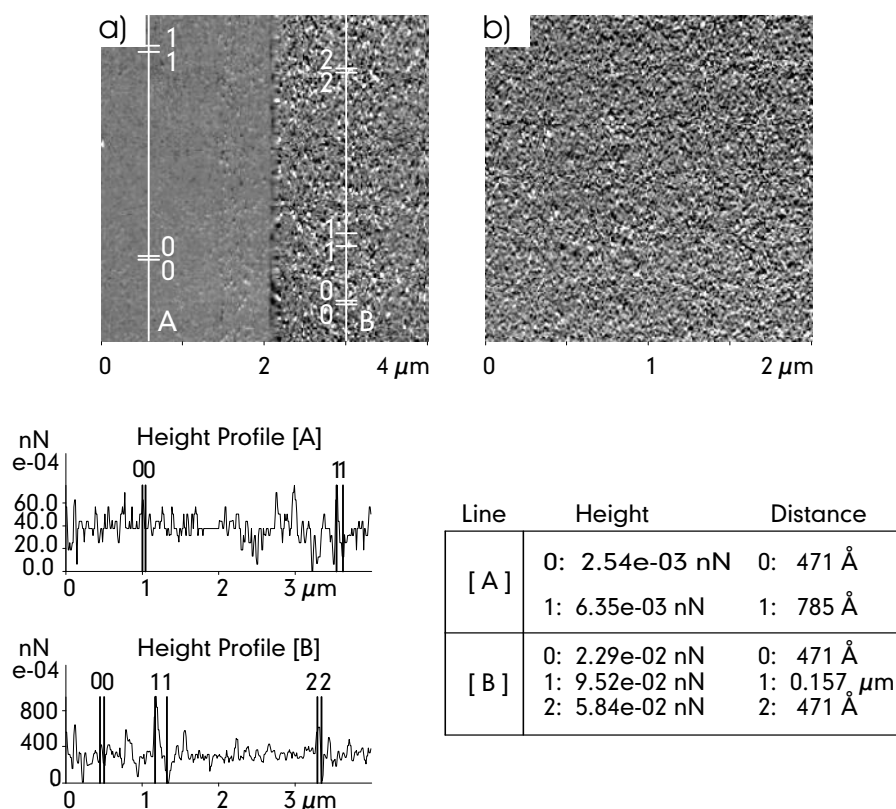 a)
1
1
2
2
0
0
1
1
0
0
A
B
0 2 4 μm
b)
0 1 2 μm
nN
e-04
Height Profile [A]
00 11
60.0
40.0
20.0
0.0
0 1 2 3 μm
nN
e-04
Height Profile [B]
00 11 22
800
400
0
0 1 2 3 μm
Line Height Distance
[A]
0: 2.54e-03 nN 0: 471 Å
1: 6.35e-03 nN 1: 785 Å
[B]
0: 2.29e-02 nN 0: 471 Å
1: 9.52e-02 nN 1: 0.157 μm
2: 5.84e-02 nN 2: 471 Å